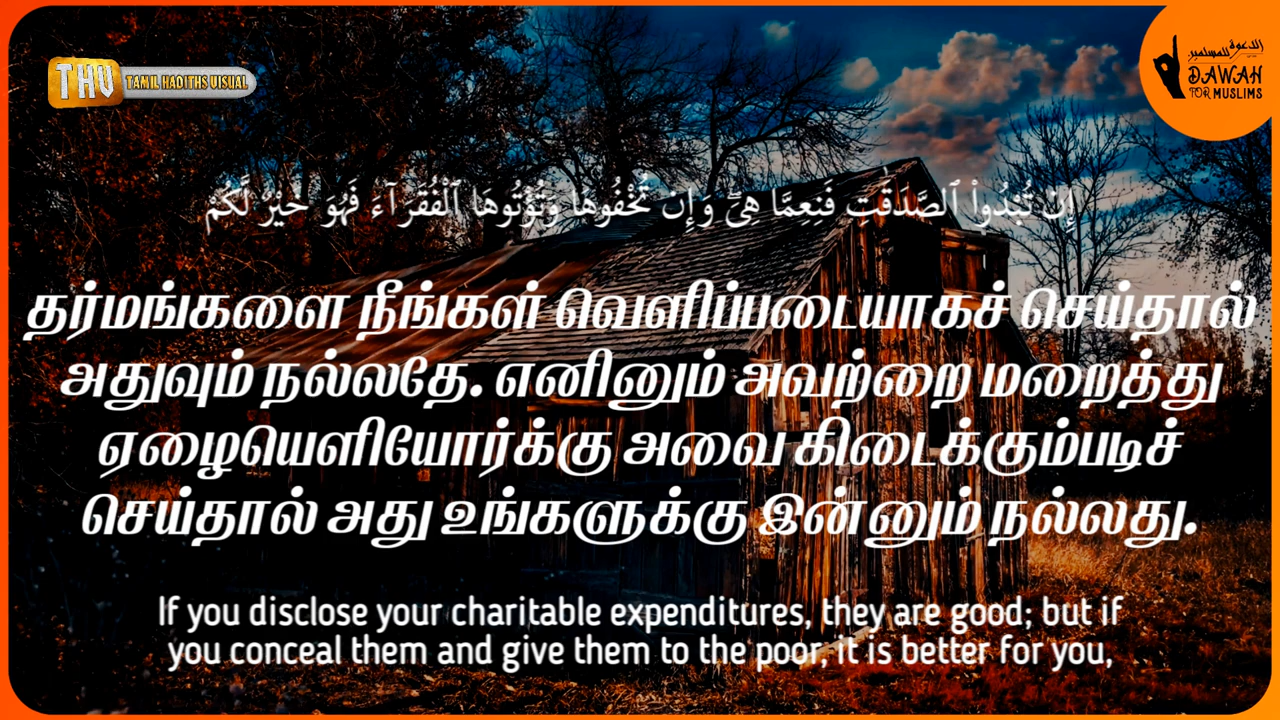 THV TAMIL HADITHS VISUAL
الدعوة للمسلمين
DAWAH
FOR MUSLIMS
إِن تُبْدُوا۟ ٱلصَّدَقَٰتِ فَنِعِمَّا هِىَ ۖ وَإِن تُخْفُوهَا وَتُؤْتُوهَا ٱلْفُقَرَآءَ فَهُوَ خَيْرٌ لَّكُمْ
தர்மங்களை நீங்கள் வெளிப்படையாகச் செய்தால்
அதுவும் நல்லதே. எனினும் அவற்றை மறைத்து
ஏழையெளியோர்க்கு அவை கிடைக்கும்படிச்
செய்தால் அது உங்களுக்கு இன்னும் நல்லது.
If you disclose your charitable expenditures, they are good; but if
you conceal them and give them to the poor, it is better for you,